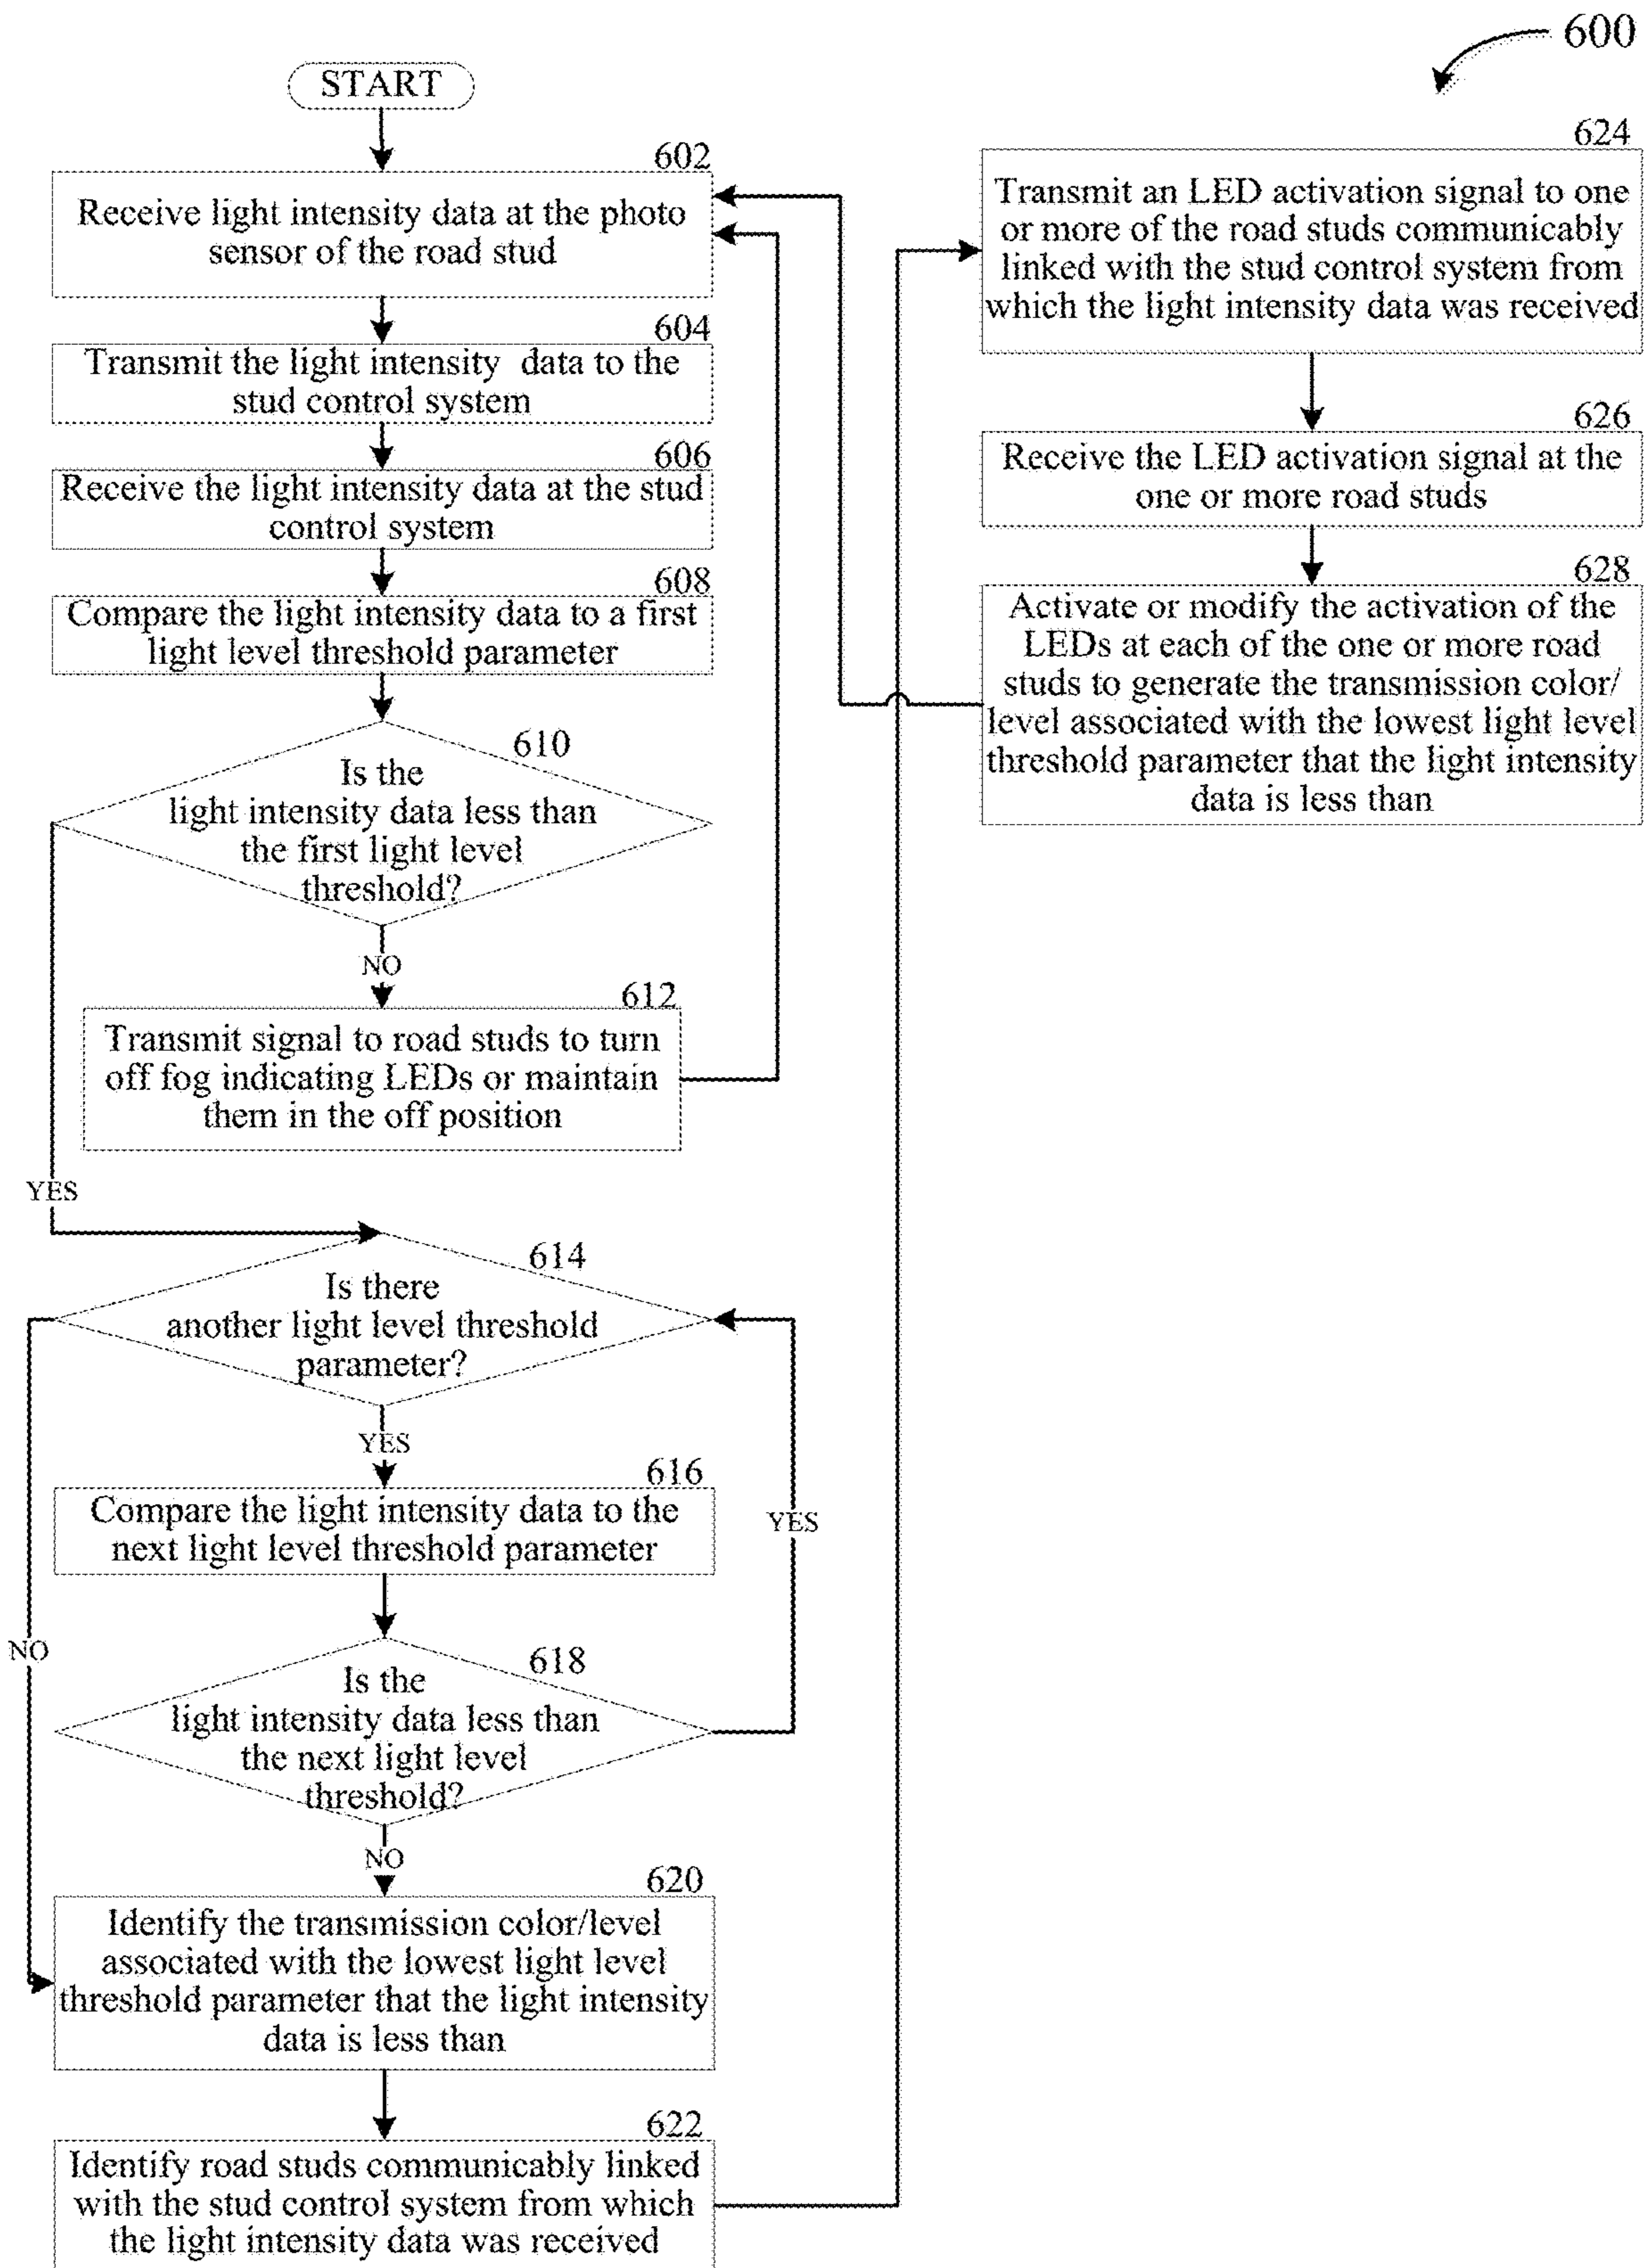 600
START
602
Receive light intensity data at the photo
sensor of the road stud
604
Transmit the light intensity data to the
stud control system
606
Receive the light intensity data at the stud
control system
608
Compare the light intensity data to a first
light level threshold parameter
610
Is the
light intensity data less than
the first light level
threshold?
NO
612
Transmit signal to road studs to turn
off fog indicating LEDs or maintain
them in the off position
YES
614
Is there
another light level threshold
parameter?
YES
616
Compare the light intensity data to the
next light level threshold parameter
YES
NO
618
Is the
light intensity data less than
the next light level
threshold?
NO
620
Identify the transmission color/level
associated with the lowest light level
threshold parameter that the light intensity
data is less than
622
Identify road studs communicably linked
with the stud control system from which
the light intensity data was received
624
Transmit an LED activation signal to one
or more of the road studs communicably
linked with the stud control system from
which the light intensity data was received
626
Receive the LED activation signal at the
one or more road studs
628
Activate or modify the activation of the
LEDs at each of the one or more road
studs to generate the transmission color/
level associated with the lowest light level
threshold parameter that the light intensity
data is less than